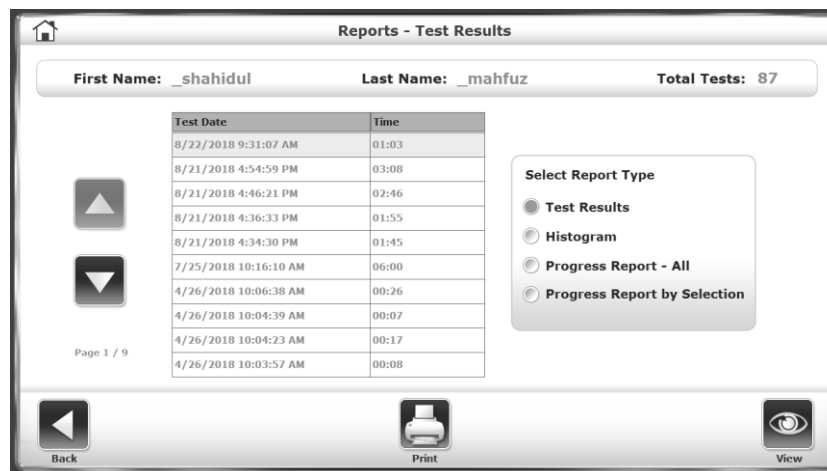 Reports - Test Results
First Name: _shahidul Last Name: _mahfuz Total Tests: 87
Test Date Time
8/22/2018 9:31:07 AM 01:03
8/21/2018 4:54:59 PM 03:08
8/21/2018 4:46:21 PM 02:46
8/21/2018 4:36:33 PM 01:55
8/21/2018 4:34:30 PM 01:45
7/25/2018 10:16:10 AM 06:00
4/26/2018 10:06:38 AM 00:26
4/26/2018 10:04:39 AM 00:07
4/26/2018 10:04:23 AM 00:17
4/26/2018 10:03:57 AM 00:08
Page 1 / 9
Select Report Type
Test Results
Histogram
Progress Report - All
Progress Report by Selection
Back Print View